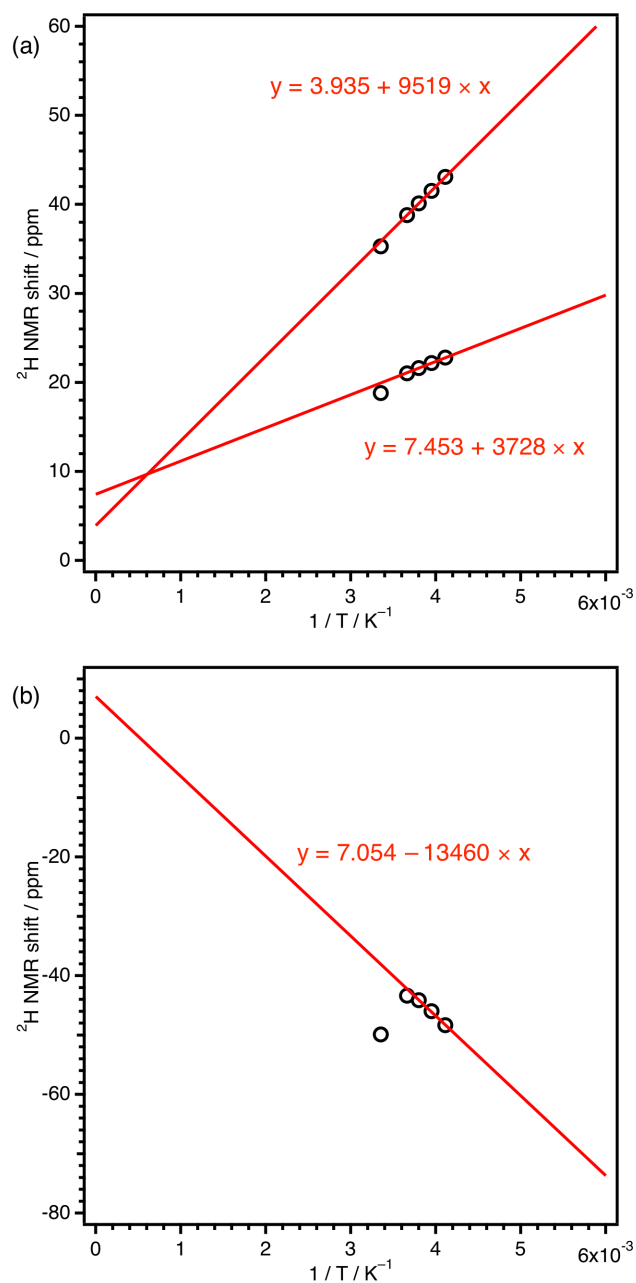 (a)
60
50
40
30
20
10
0
²H NMR shift / ppm
y = 3.935 + 9519 × x
y = 7.453 + 3728 × x
0 1 2 3 4 5 6x10⁻³
1 / T / K⁻¹
(b)
0
-20
-40
-60
-80
²H NMR shift / ppm
y = 7.054 − 13460 × x
0 1 2 3 4 5 6x10⁻³
1 / T / K⁻¹